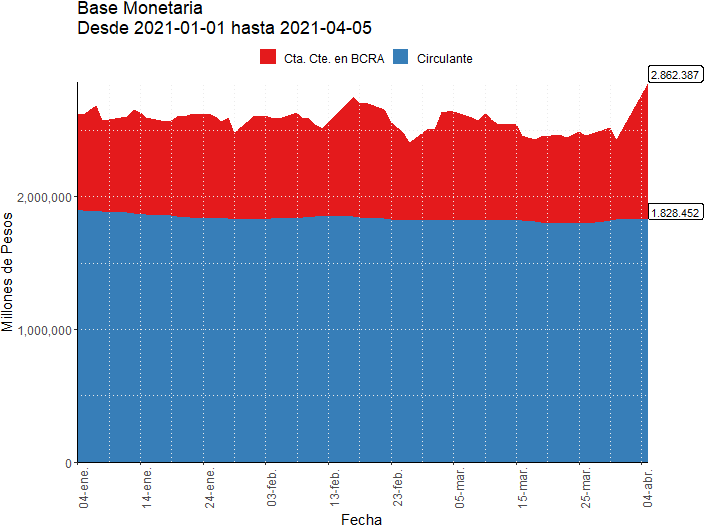 Base Monetaria
Desde 2021-01-01 hasta 2021-04-05
Cta. Cte. en BCRA
Circulante
2.862.387
1.828.452
2,000,000
1,000,000
0
Millones de Pesos
04-ene.
14-ene.
24-ene.
03-feb.
13-feb.
23-feb.
05-mar.
15-mar.
25-mar.
04-abr.
Fecha